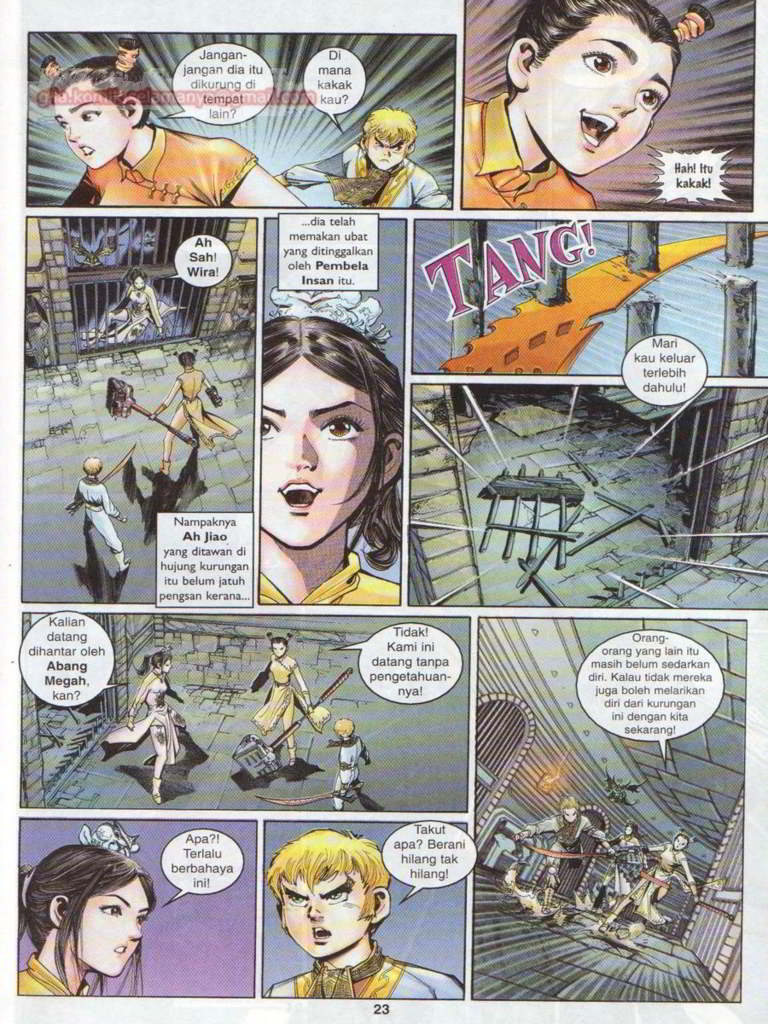 Jangan-
jangan dia itu
dikurung di
tempat
lain?
Di
mana
kakak
kau?
Hah! Itu
kakak!
Ah
Sah!
Wira!
Nampaknya
Ah Jiao
yang ditawan di
hujung kurungan
itu belum jatuh
pengsan kerana...
...dia telah
memakan ubat
yang ditinggalkan
oleh Pembela
Insan itu.
TANG!
Mari
kau keluar
terlebih
dahulu!
Kalian
datang
dihantar oleh
Abang
Megah,
kan?
Tidak!
Kami ini
datang tanpa
pengetahuan-
nya!
Orang-
orang yang lain itu
masih belum sedarkan
diri. Kalau tidak mereka
juga boleh melarikan
diri dari kurungan
ini dengan kita
sekarang!
Apa?!
Terlalu
berbahaya
ini!
Takut
apa? Berani
hilang tak
hilang!
23